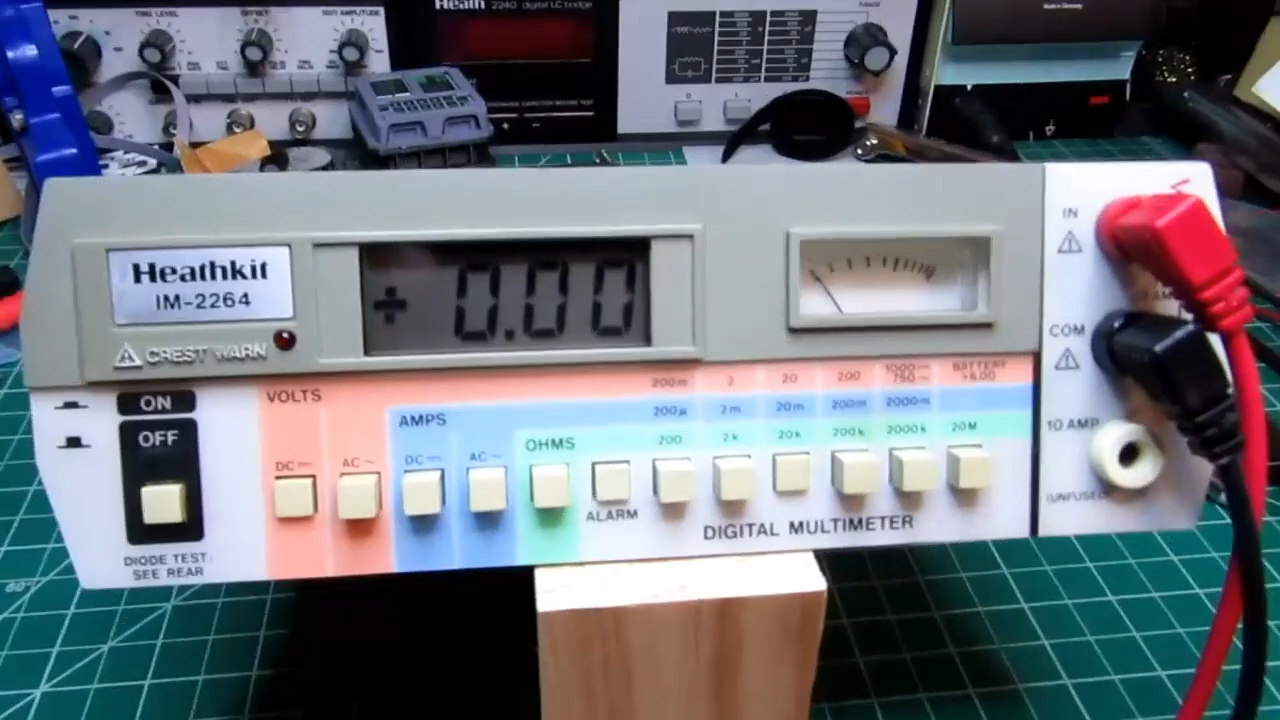 Heath 2240 digital LC bridge
D
L
Heathkit
IM-2264
CREST WARN
+ 0.00
IN
COM
10 AMP
(UNFUSED)
ON
OFF
DIODE TEST:
SEE REAR
VOLTS
200m 2 20 200 1000 750 BATTERY >6.00
AMPS
200µ 2m 20m 200m 2000m
OHMS
200 2k 20k 200k 2000k 20M
DC AC~ DC AC~
ALARM
DIGITAL MULTIMETER